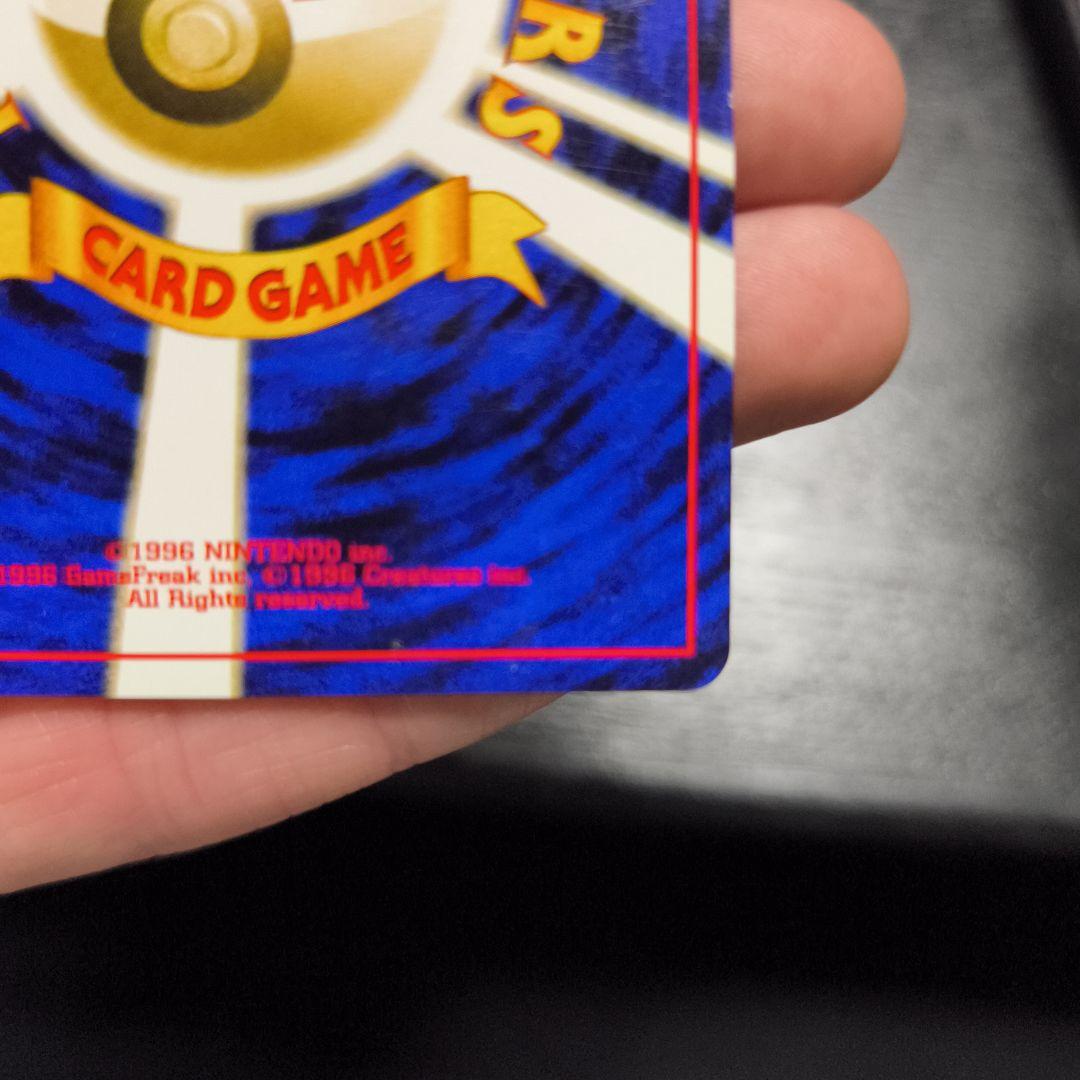 R
S
CARD GAME
©1996 NINTENDO inc.
1996 GameFreak inc. ©1996 Creatures inc.
All Rights reserved.